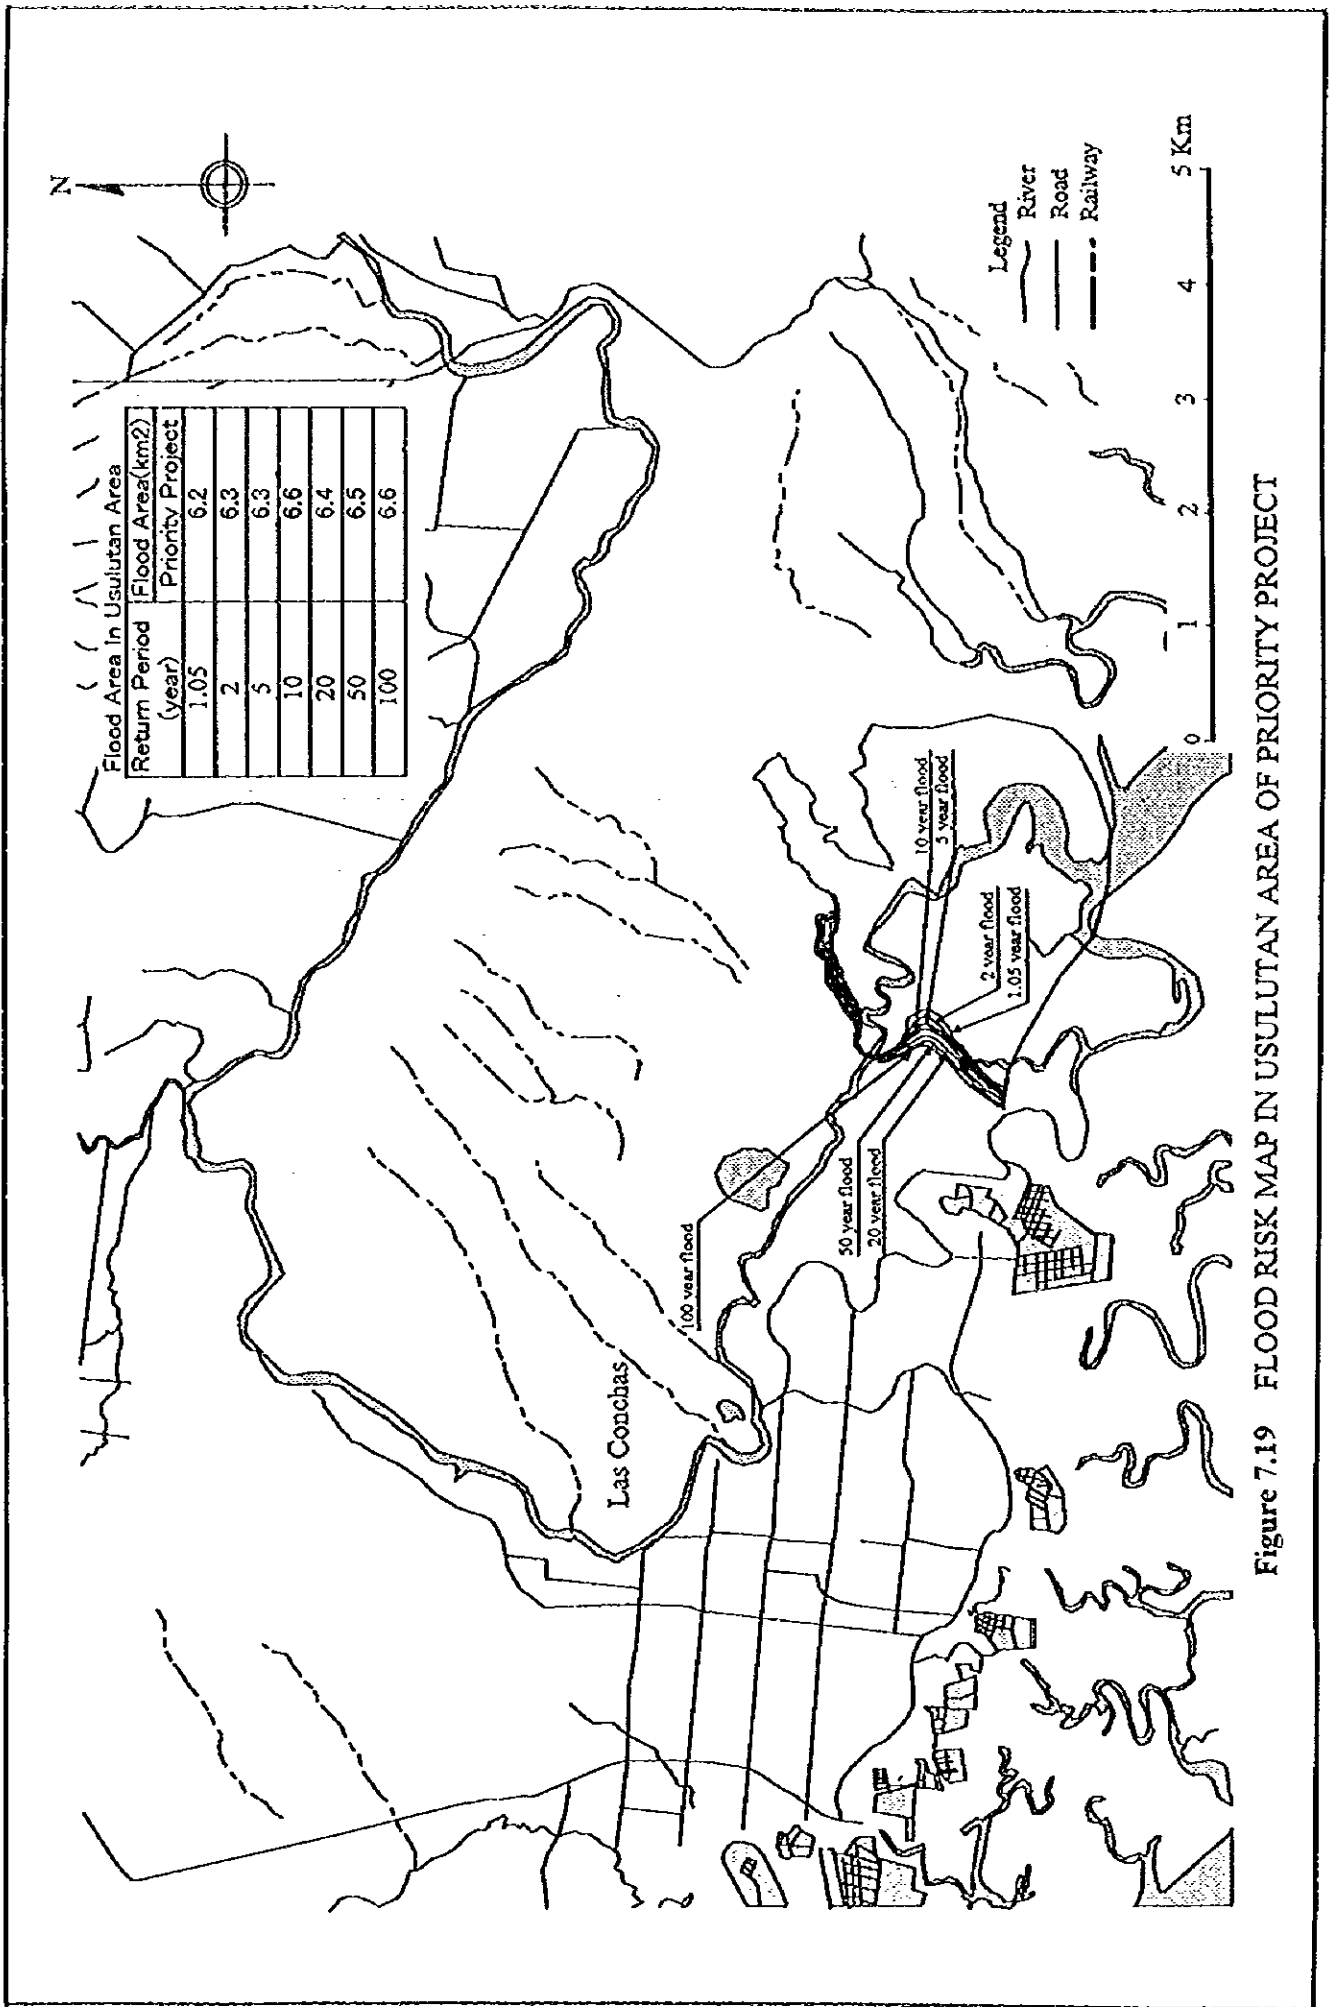 N
Flood Area in Usulutan Area
Return Period Flood Area(km2)
(year) Priority Project
1.05 6.2
2 6.3
5 6.3
10 6.6
20 6.4
50 6.5
100 6.6
Las Conchas
100 year flood
50 year flood
20 year flood
10 year flood
5 year flood
2 year flood
1.05 year flood
Legend
River
Road
Railway
0 1 2 3 4 5 Km
Figure 7.19 FLOOD RISK MAP IN USULUTAN AREA OF PRIORITY PROJECT